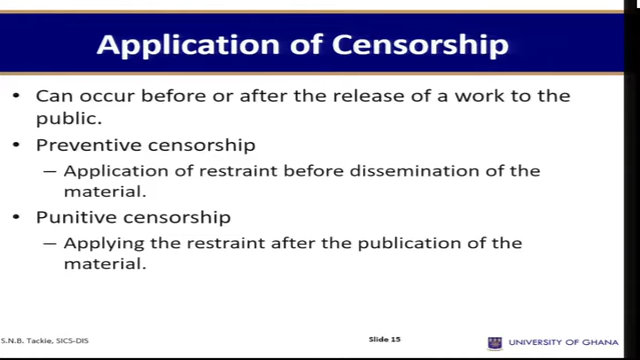 Application of Censorship
• Can occur before or after the release of a work to the
public.
• Preventive censorship
– Application of restraint before dissemination of the
material.
• Punitive censorship
– Applying the restraint after the publication of the
material.
S.N.B. Tackie, SICS-DIS
Slide 15
UNIVERSITY OF GHANA